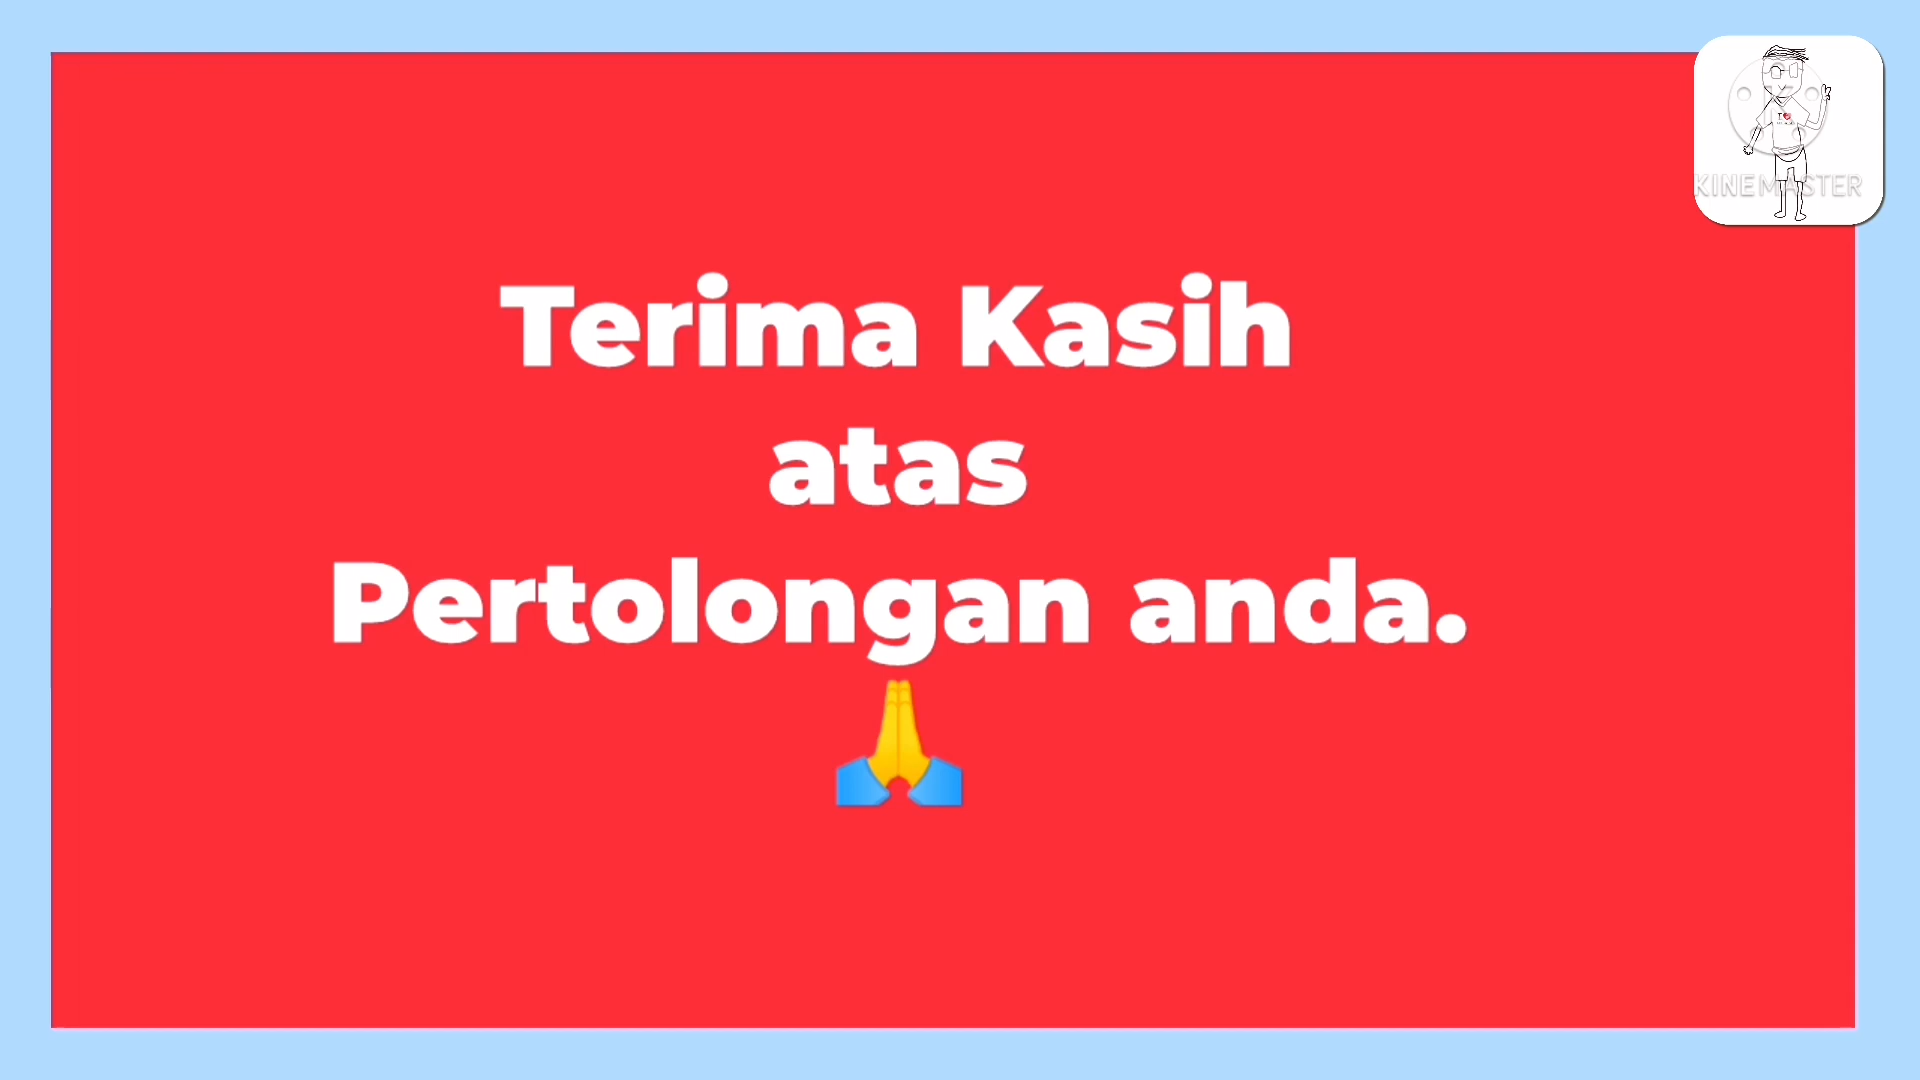 KINEMASTER
Terima Kasih
atas
Pertolongan anda.
🙏